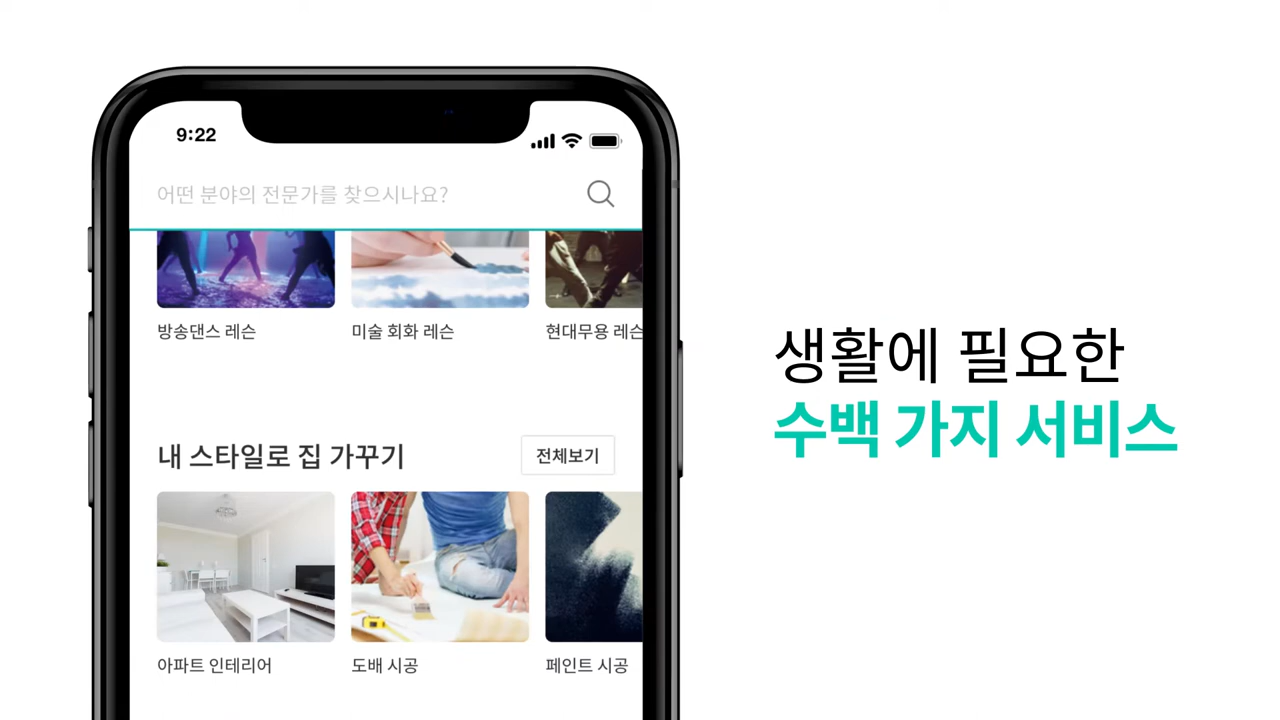 9:22
어떤 분야의 전문가를 찾으시나요?
방송댄스 레슨
미술 회화 레슨
현대무용 레슨
내 스타일로 집 가꾸기
전체보기
아파트 인테리어
도배 시공
페인트 시공
생활에 필요한
수백 가지 서비스